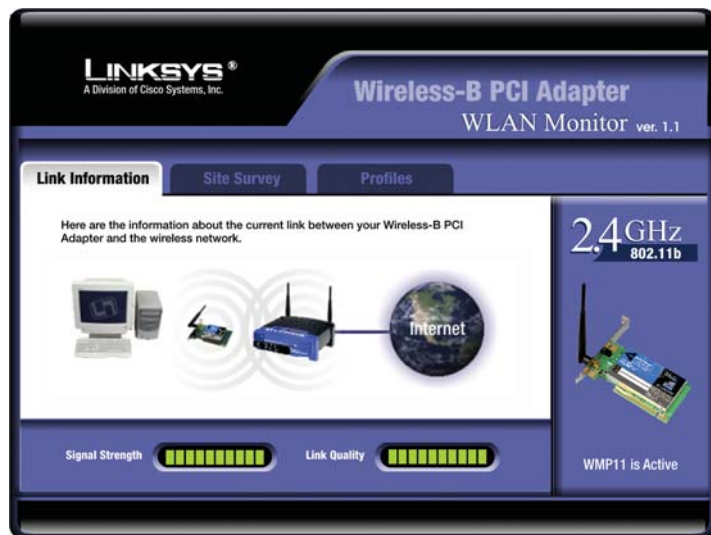 LINKSYS®
A Division of Cisco Systems, Inc.
Wireless-B PCI Adapter
WLAN Monitor ver. 1.1
Link Information
Site Survey
Profiles
Here are the information about the current link between your Wireless-B PCI
Adapter and the wireless network.
Internet
2.4GHz
802.11b
Signal Strength
Link Quality
WMP11 is Active